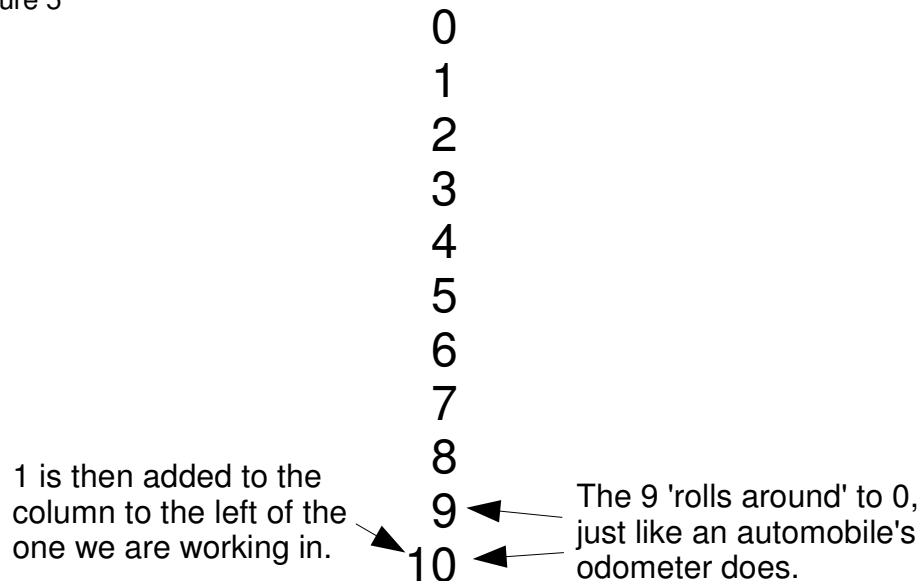 ure 5
0
1
2
3
4
5
6
7
8
9
10
1 is then added to the
column to the left of the
one we are working in.
The 9 'rolls around' to 0,
just like an automobile's
odometer does.